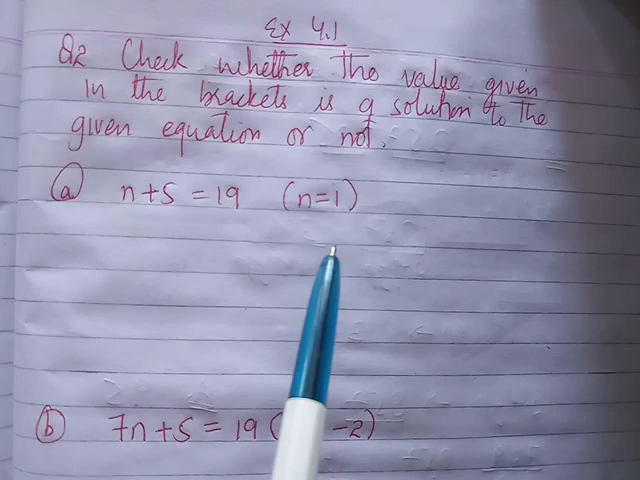 Ex 4.1
Q2 Check whether the value given
in the brackets is a solution to the
given equation or not.
(a) n+5 = 19 (n=1)
(b) 7n+5 = 19 ( -2)